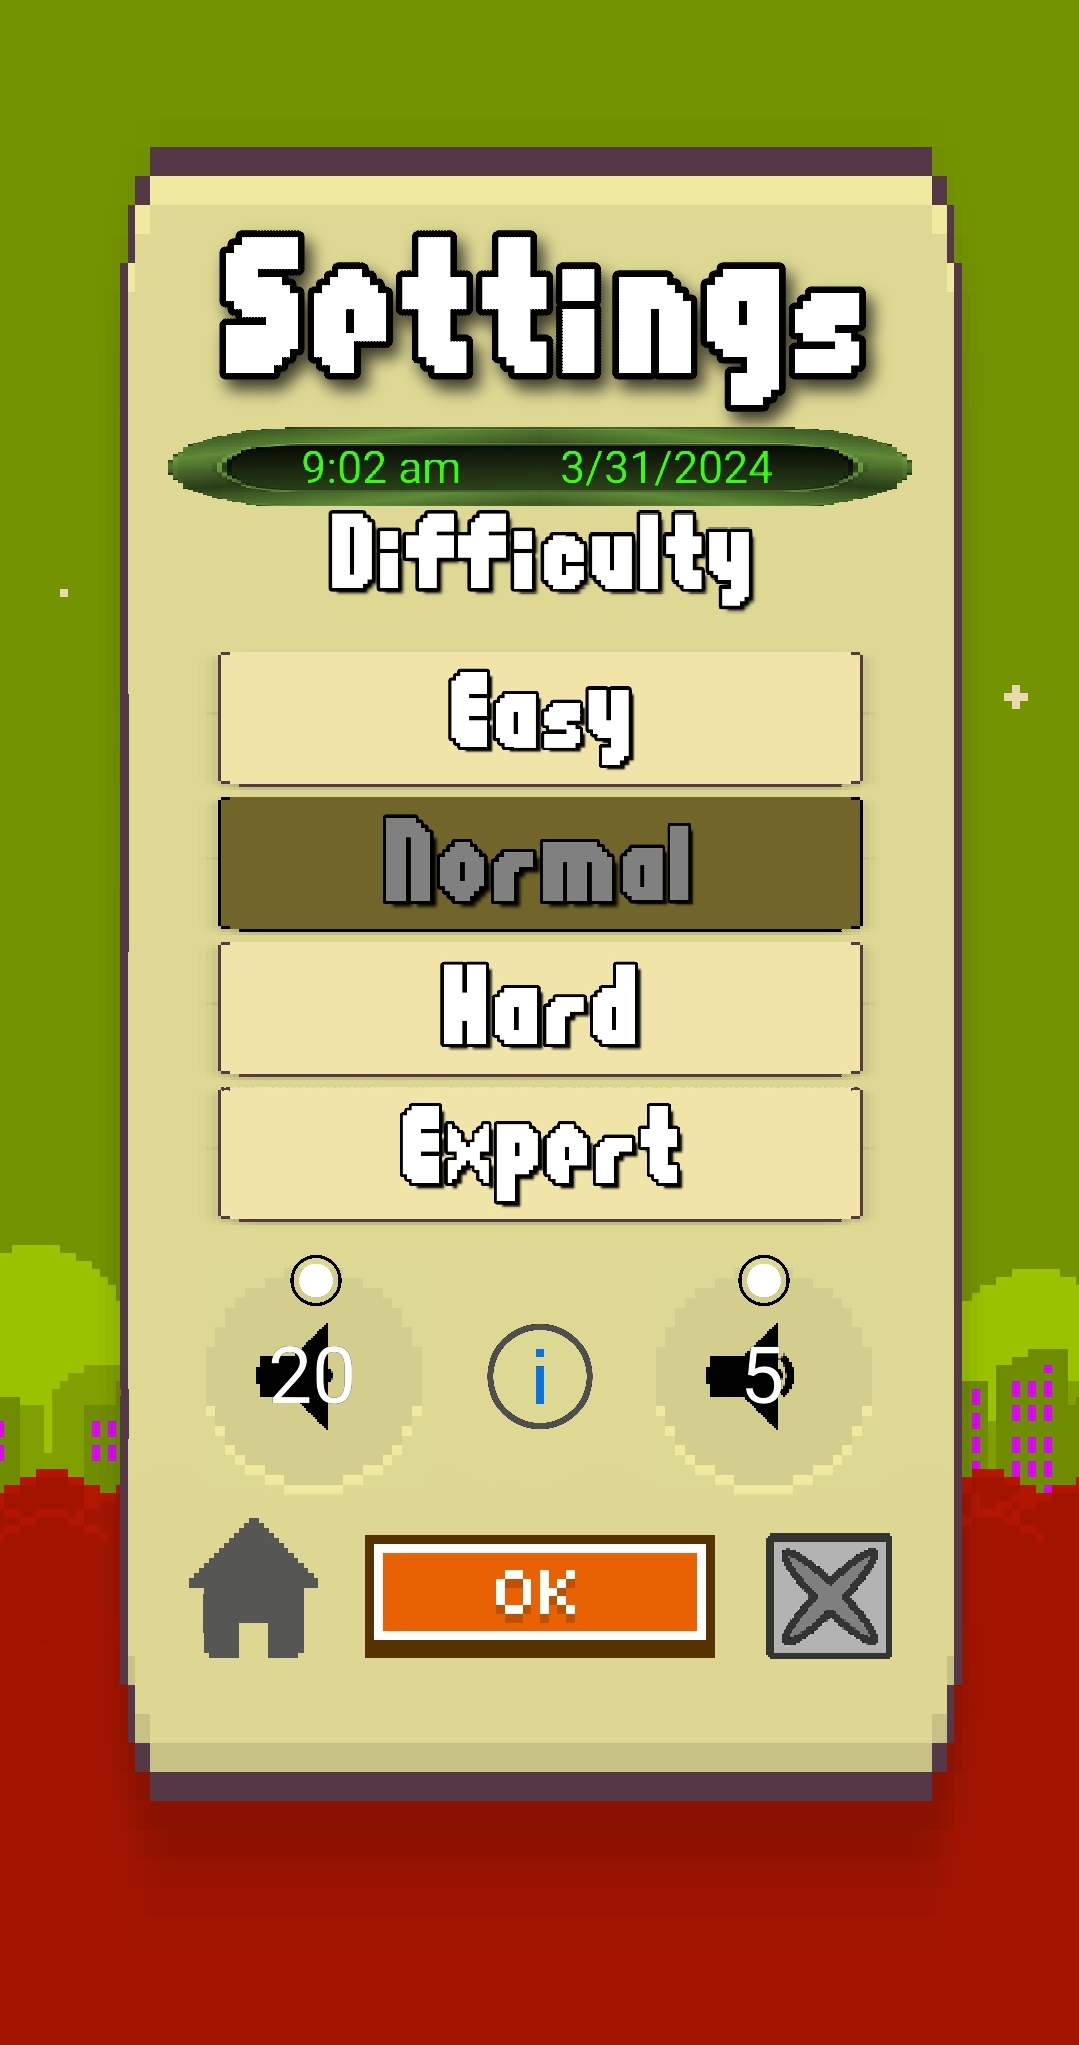 Settings
9:02 am 3/31/2024
Difficulty
Easy
Normal
Hard
Expert
20 i 5
OK